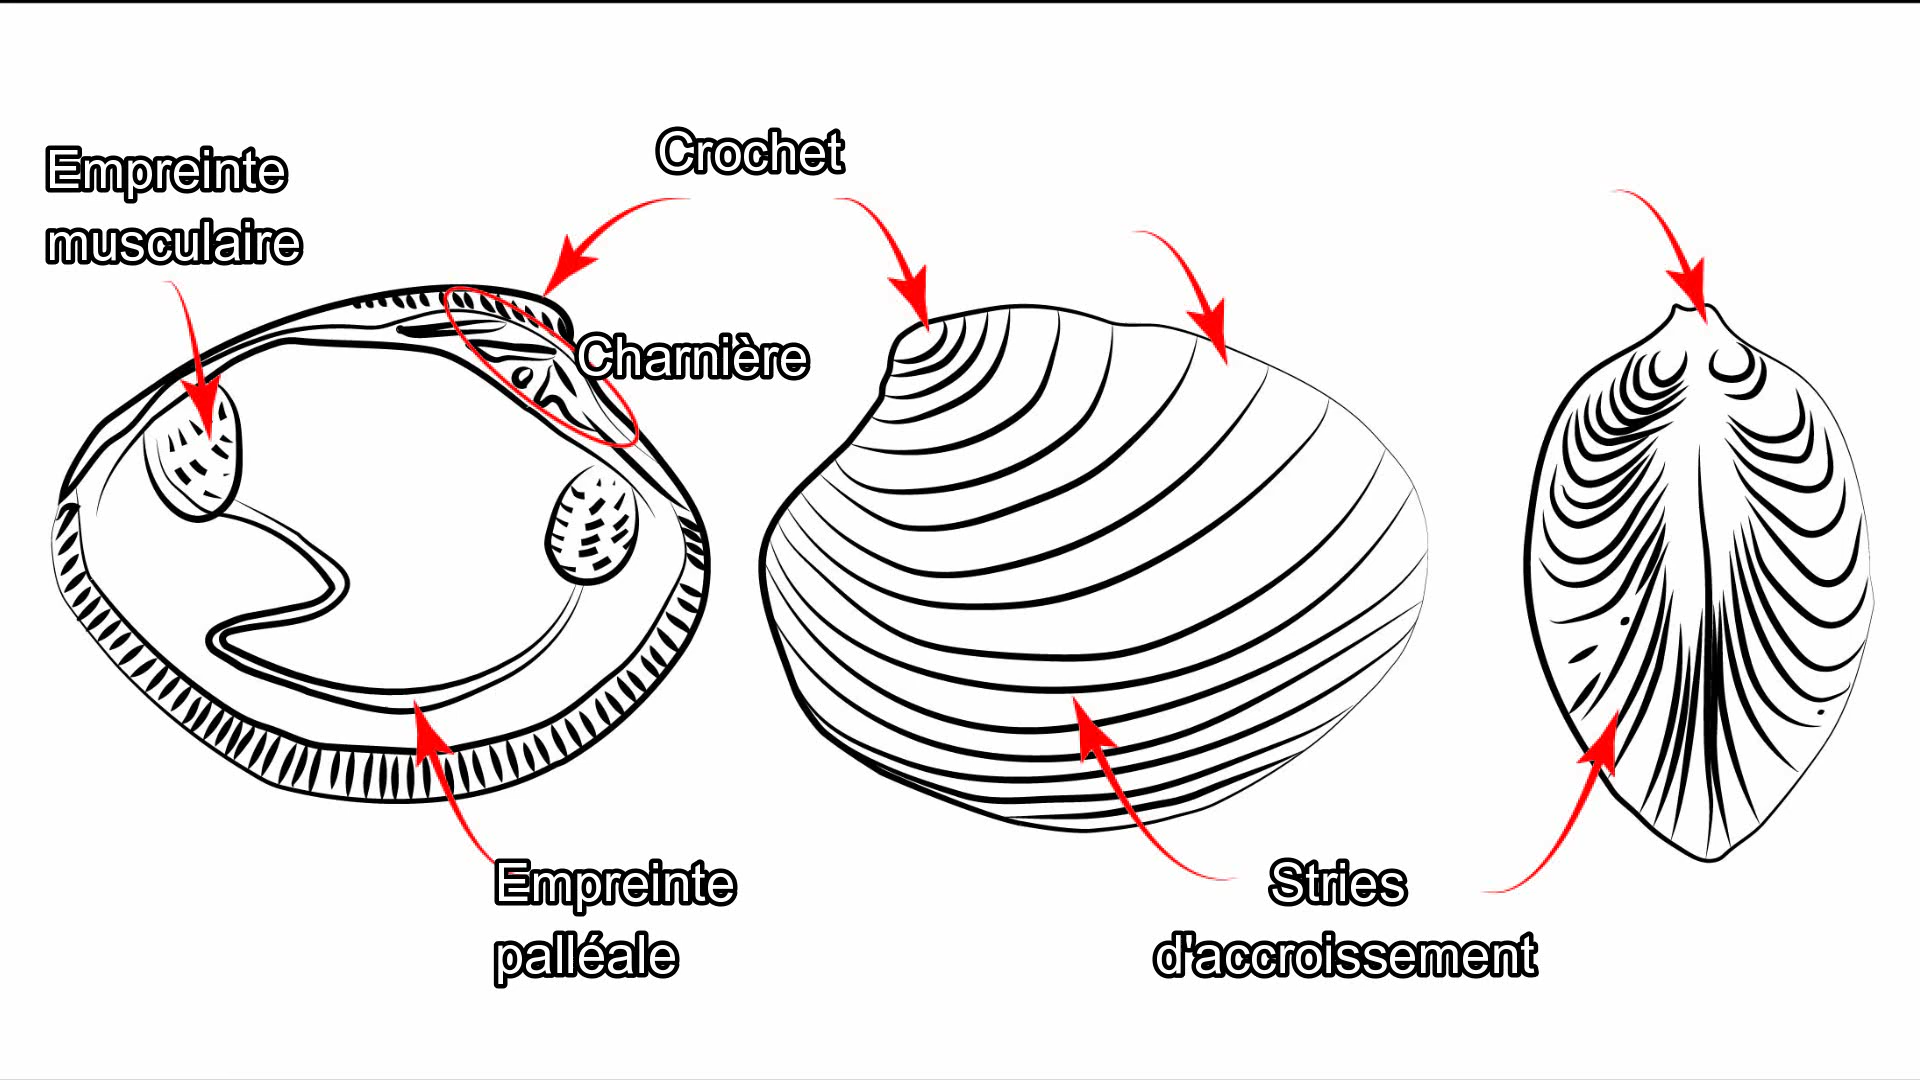 Empreinte
musculaire
Crochet
Charnière
Empreinte
palléale
Stries
d'accroissement